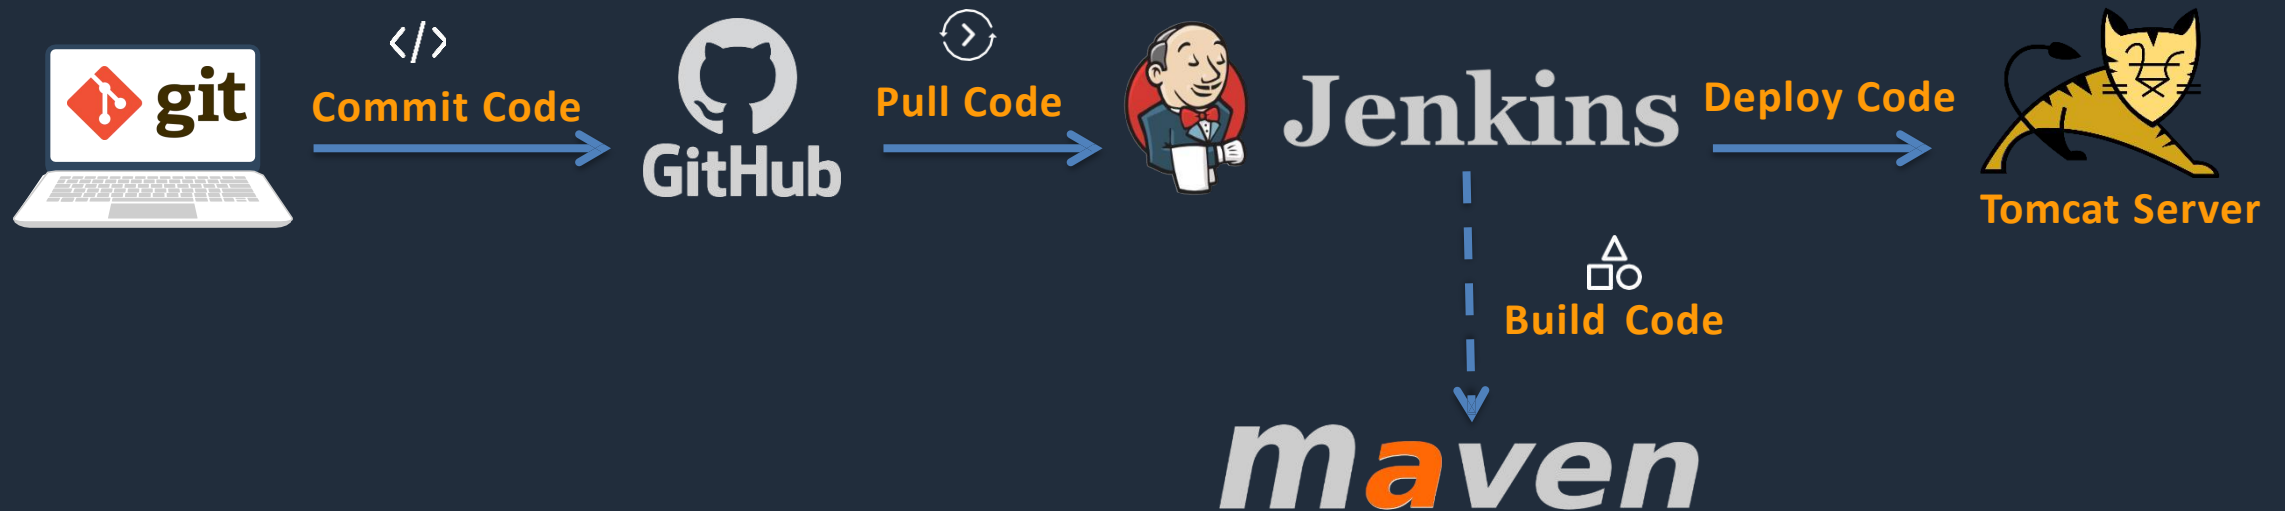 git
Commit Code
GitHub
Pull Code
Jenkins
Deploy Code
Tomcat Server
Build Code
maven